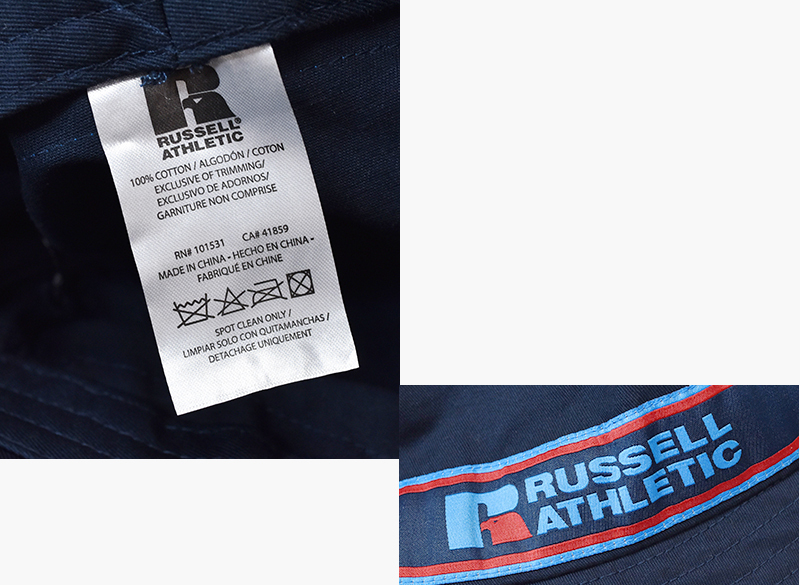 RUSSELL®
ATHLETIC
100% COTTON / ALGODÓN / COTON
EXCLUSIVE OF TRIMMING/
EXCLUSIVO DE ADORNOS/
GARNITURE NON COMPRISE
RN# 101531 CA# 41859
MADE IN CHINA - HECHO EN CHINA -
FABRIQUÉ EN CHINE
SPOT CLEAN ONLY /
LIMPIAR SOLO CON QUITAMANCHAS /
DETACHAGE UNIQUEMENT
RUSSELL
ATHLETIC